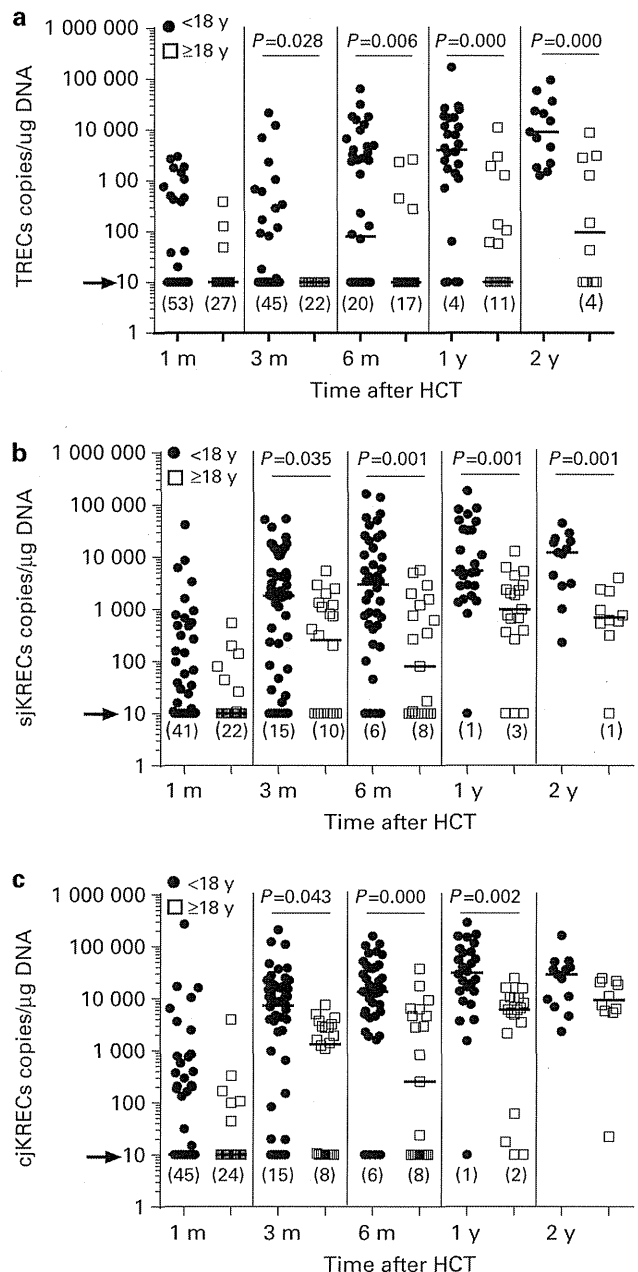 a
1 000 000
● <18 y
□ ≥18 y
P=0.028
P=0.006
P=0.000
P=0.000
100 000
10 000
1 00
100
10
1
TRECs copies/ug DNA
(53) (27) (45) (22) (20) (17) (4) (11) (4)
1 m 3 m 6 m 1 y 2 y
Time after HCT
b
1 000 000
● <18 y
□ ≥18 y
P=0.035
P=0.001
P=0.001
P=0.001
100 000
10 000
1 000
100
10
1
sjKRECs copies/µg DNA
(41) (22) (15) (10) (6) (8) (1) (3) (1)
1 m 3 m 6 m 1 y 2 y
Time after HCT
c
1 000 000
● <18 y
□ ≥18 y
P=0.043
P=0.000
P=0.002
100 000
10 000
1 000
100
10
1
cjKRECs copies/µg DNA
(45) (24) (15) (8) (6) (8) (1) (2)
1 m 3 m 6 m 1 y 2 y
Time after HCT